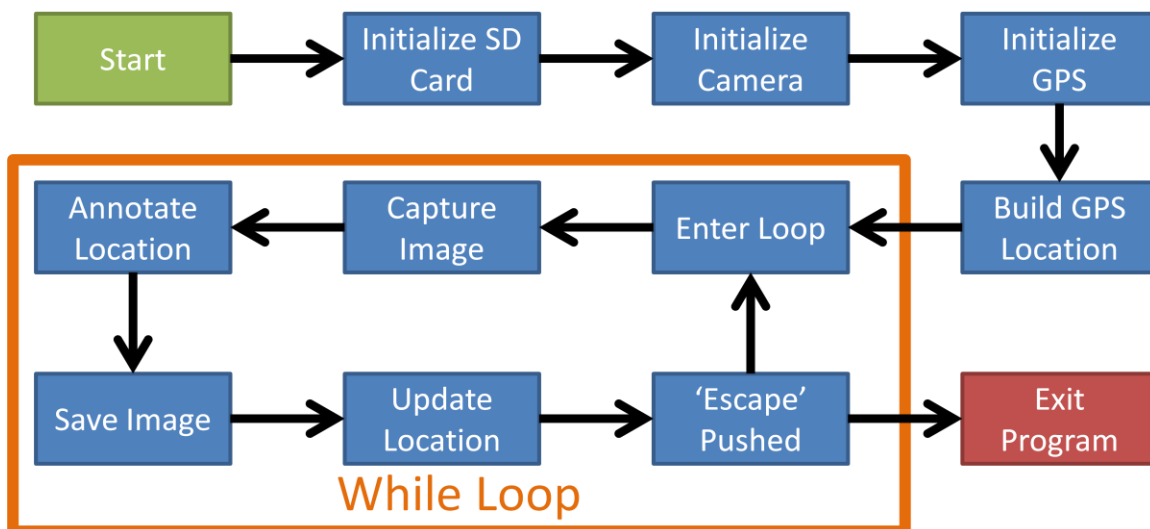 Start
Initialize SD
Card
Initialize
Camera
Initialize
GPS
Annotate
Location
Capture
Image
Enter Loop
Build GPS
Location
Save Image
Update
Location
‘Escape’
Pushed
Exit
Program
While Loop